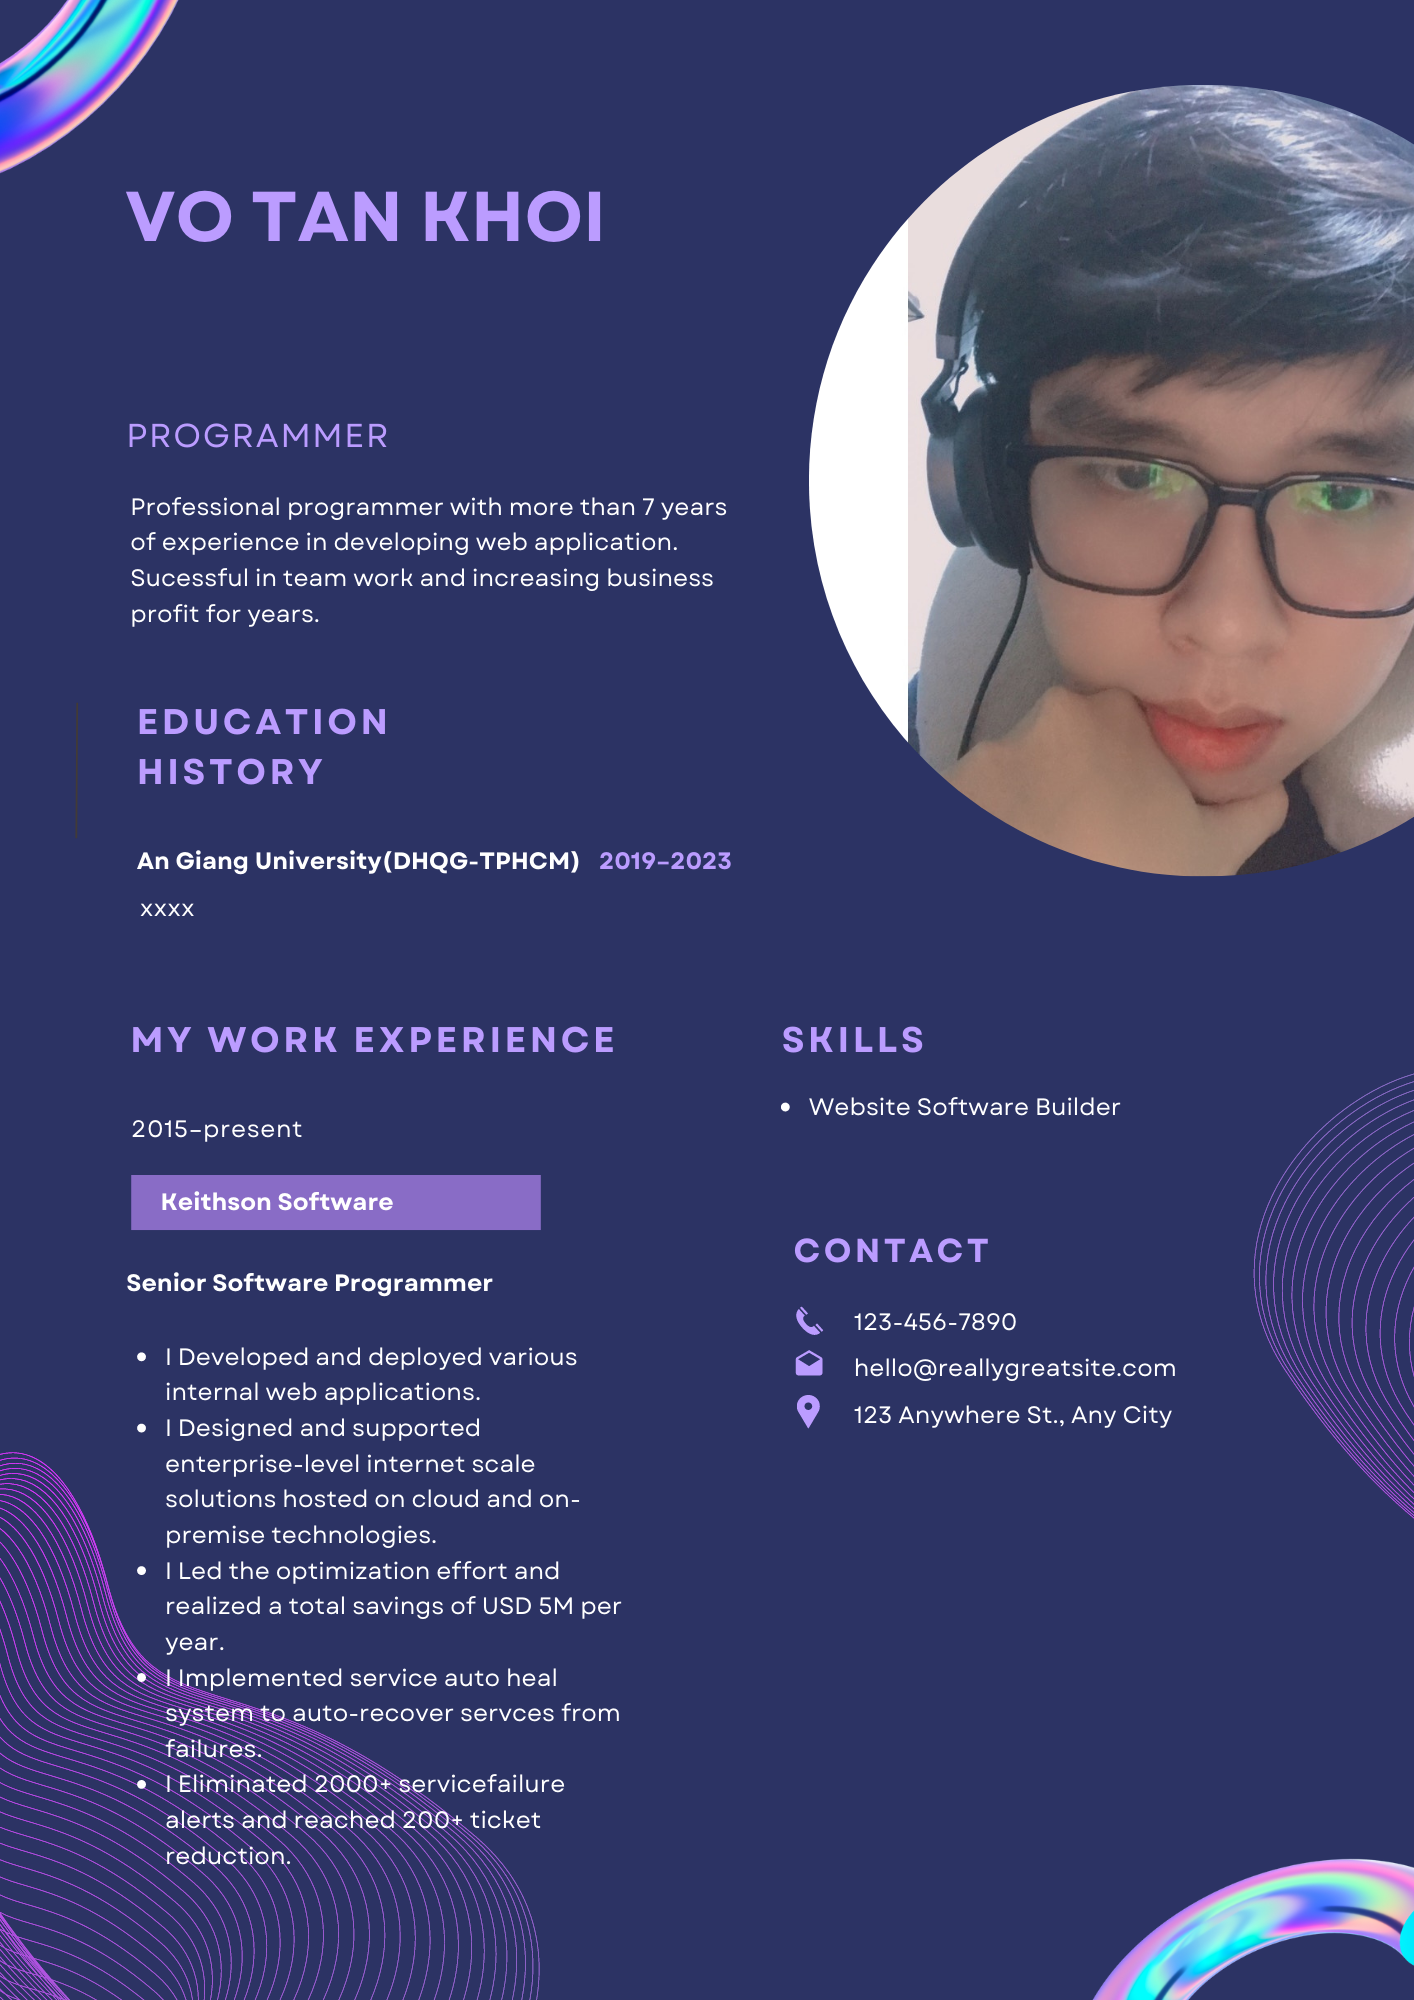 VO TAN KHOI
PROGRAMMER
Professional programmer with more than 7 years
of experience in developing web application.
Sucessful in team work and increasing business
profit for years.
EDUCATION
HISTORY
An Giang University(DHQG-TPHCM) 2019–2023
xxxx
MY WORK EXPERIENCE
2015–present
Keithson Software
Senior Software Programmer
• I Developed and deployed various
internal web applications.
• I Designed and supported
enterprise-level internet scale
solutions hosted on cloud and on-
premise technologies.
• I Led the optimization effort and
realized a total savings of USD 5M per
year.
• I Implemented service auto heal
system to auto-recover servces from
failures.
• I Eliminated 2000+ servicefailure
alerts and reached 200+ ticket
reduction.
SKILLS
• Website Software Builder
CONTACT
123-456-7890
hello@reallygreatsite.com
123 Anywhere St., Any City